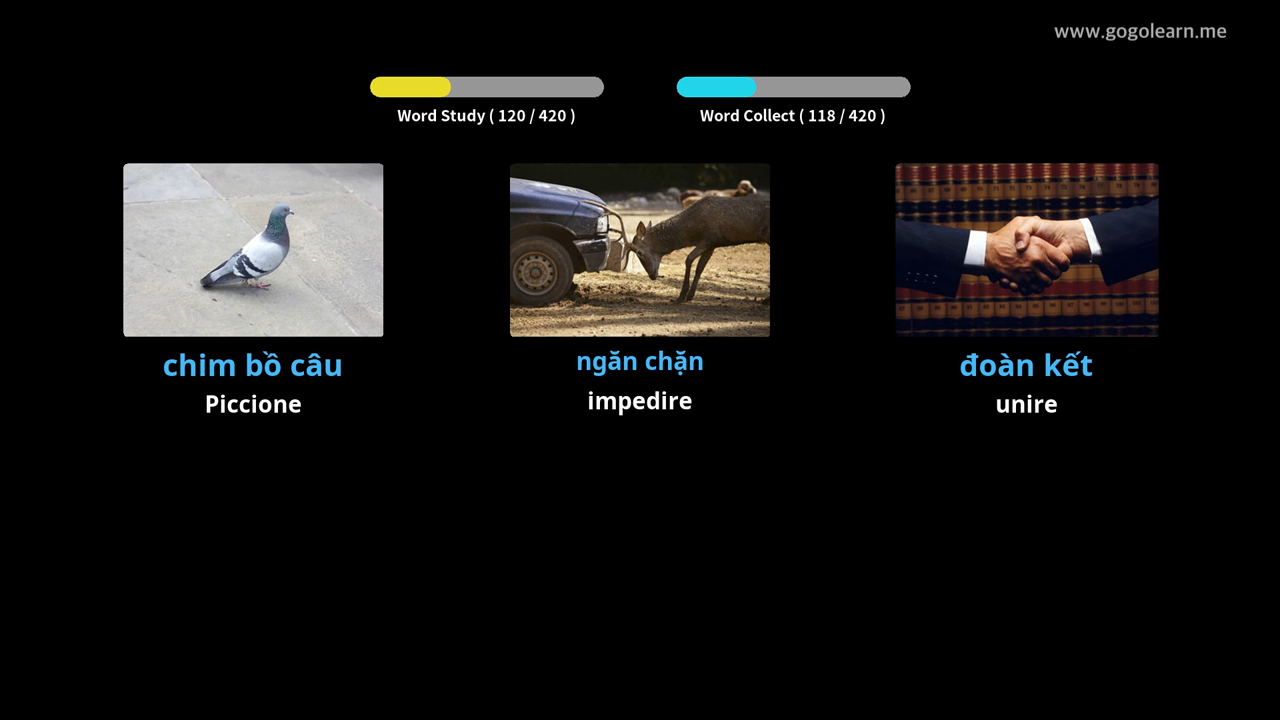 www.gogolearn.me
Word Study ( 120 / 420 )
Word Collect ( 118 / 420 )
chim bồ câu
Piccione
ngăn chặn
impedire
đoàn kết
unire